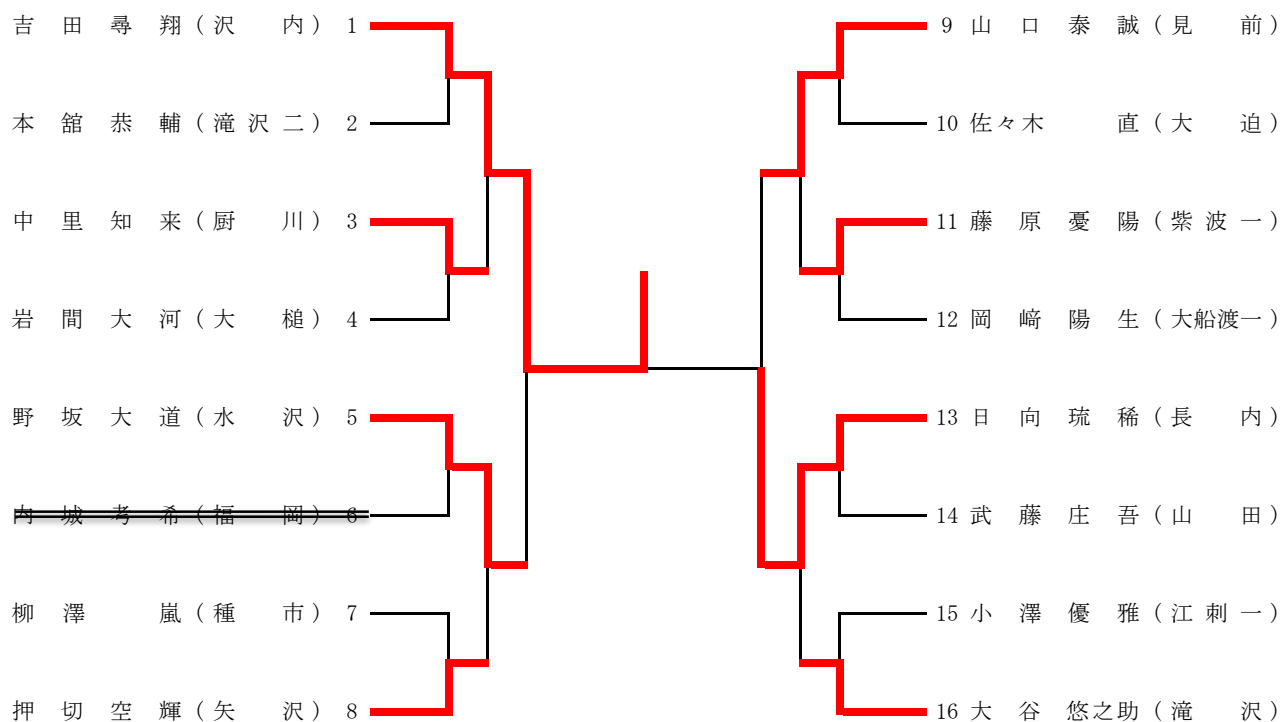 吉田尋翔(沢内) 1
本舘恭輔(滝沢二) 2
中里知来(厨川) 3
岩間大河(大槌) 4
野坂大道(水沢) 5
内城考希(福岡) 6
柳澤嵐(種市) 7
押切空輝(矢沢) 8
9 山口泰誠(見前)
10 佐々木直(大迫)
11 藤原憂陽(紫波一)
12 岡﨑陽生(大船渡一)
13 日向琉稀(長内)
14 武藤庄吾(山田)
15 小澤優雅(江刺一)
16 大谷悠之助(滝沢)